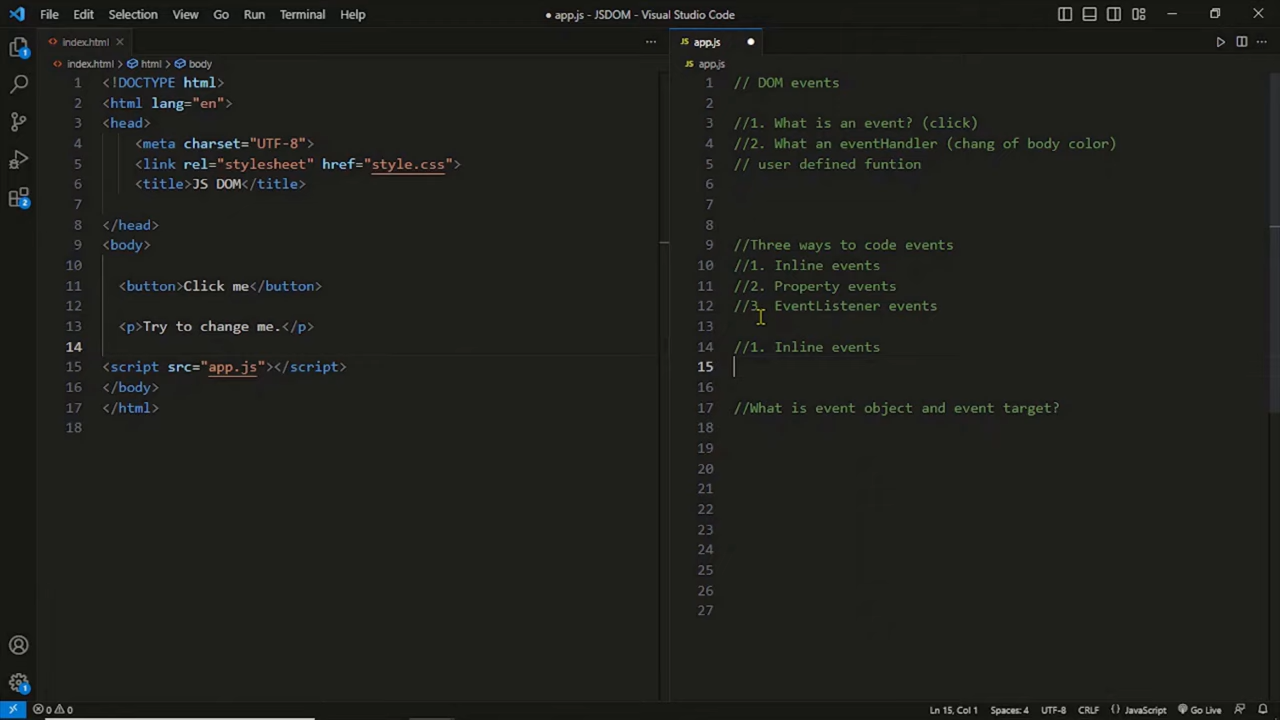 File Edit Selection View Go Run Terminal Help
● app.js - JSDOM - Visual Studio Code
index.html
index.html > html > body
1 <!DOCTYPE html>
2 <html lang="en">
3 <head>
4 <meta charset="UTF-8">
5 <link rel="stylesheet" href="style.css">
6 <title>JS DOM</title>
7
8 </head>
9 <body>
10
11 <button>Click me</button>
12
13 <p>Try to change me.</p>
14
15 <script src="app.js"></script>
16 </body>
17 </html>
18
JS app.js
JS app.js
1 // DOM events
2
3 //1. What is an event? (click)
4 //2. What an eventHandler (chang of body color)
5 // user defined funtion
6
7
8
9 //Three ways to code events
10 //1. Inline events
11 //2. Property events
12 //3. EventListener events
13
14 //1. Inline events
15
16
17 //What is event object and event target?
18
19
20
21
22
23
24
25
26
27
1
2
1
0 0
Ln 15, Col 1 Spaces: 4 UTF-8 CRLF {} JavaScript Go Live